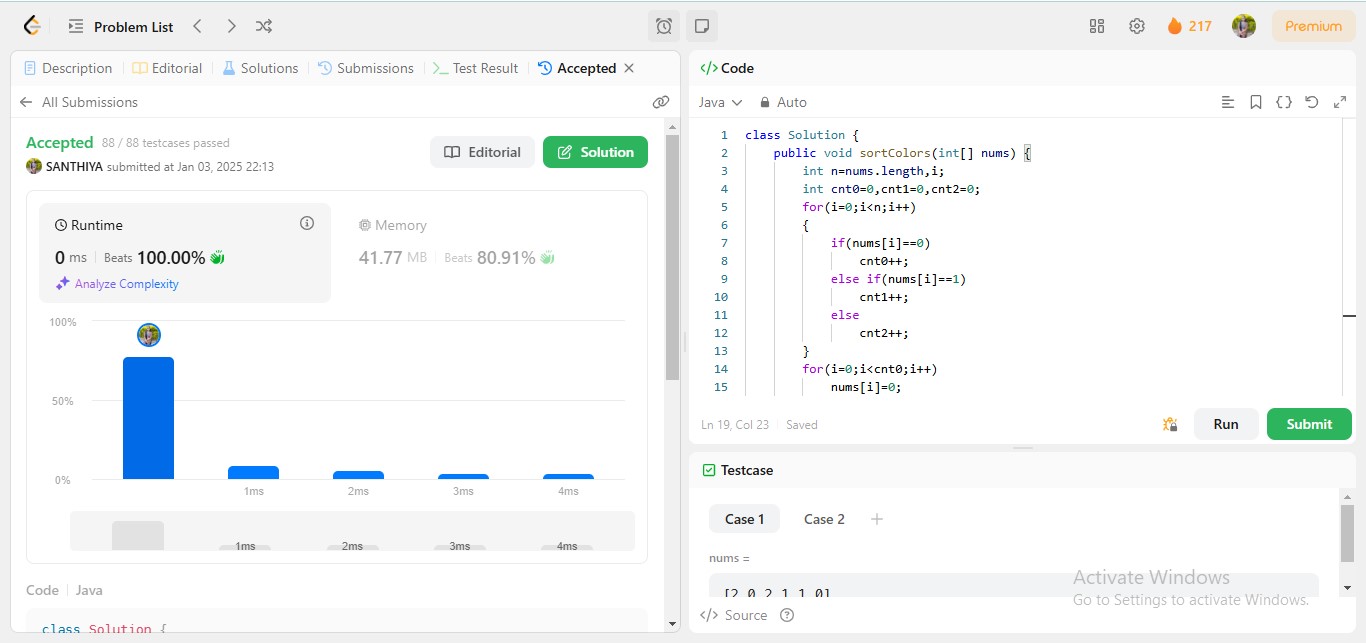 Problem List
217
Premium
Description
Editorial
Solutions
Submissions
Test Result
Accepted
All Submissions
Accepted 88 / 88 testcases passed
SANTHIYA submitted at Jan 03, 2025 22:13
Editorial
Solution
Runtime
0 ms | Beats 100.00%
Analyze Complexity
Memory
41.77 MB | Beats 80.91%
100%
50%
0%
1ms
2ms
3ms
4ms
1ms
2ms
3ms
4ms
Code | Java
class Solution {
</> Code
Java
Auto
1 class Solution {
2 public void sortColors(int[] nums) {
3 int n=nums.length,i;
4 int cnt0=0,cnt1=0,cnt2=0;
5 for(i=0;i<n;i++)
6 {
7 if(nums[i]==0)
8 cnt0++;
9 else if(nums[i]==1)
10 cnt1++;
11 else
12 cnt2++;
13 }
14 for(i=0;i<cnt0;i++)
15 nums[i]=0;
Ln 19, Col 23 | Saved
Run
Submit
Testcase
Case 1
Case 2
nums =
[2,0,2,1,1,0]
</> Source
Activate Windows
Go to Settings to activate Windows.